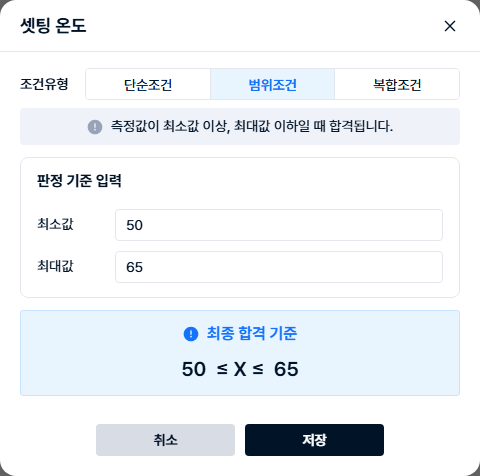 셋팅 온도
조건유형 단순조건 범위조건 복합조건
측정값이 최소값 이상, 최대값 이하일 때 합격됩니다.
판정 기준 입력
최소값 50
최대값 65
최종 합격 기준
50 ≤ X ≤ 65
취소 저장